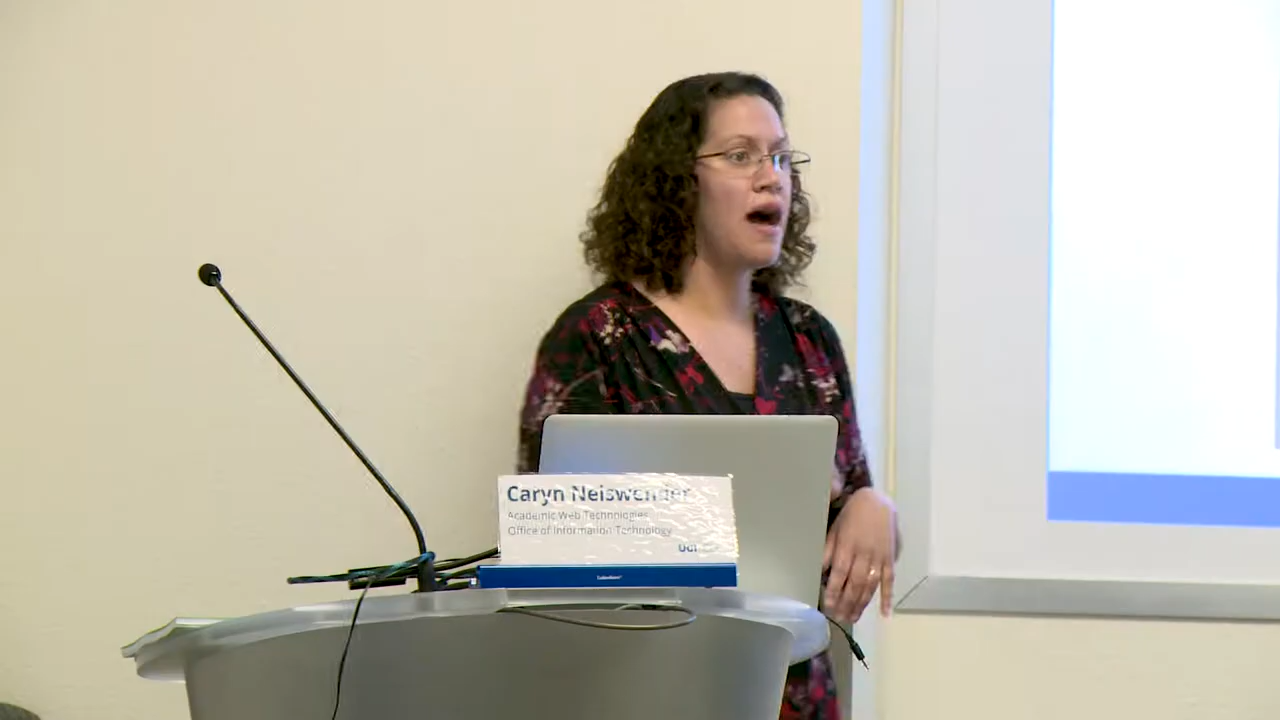 Caryn Neiswender
Academic Web Technologies
Office of Information Technology
UCI